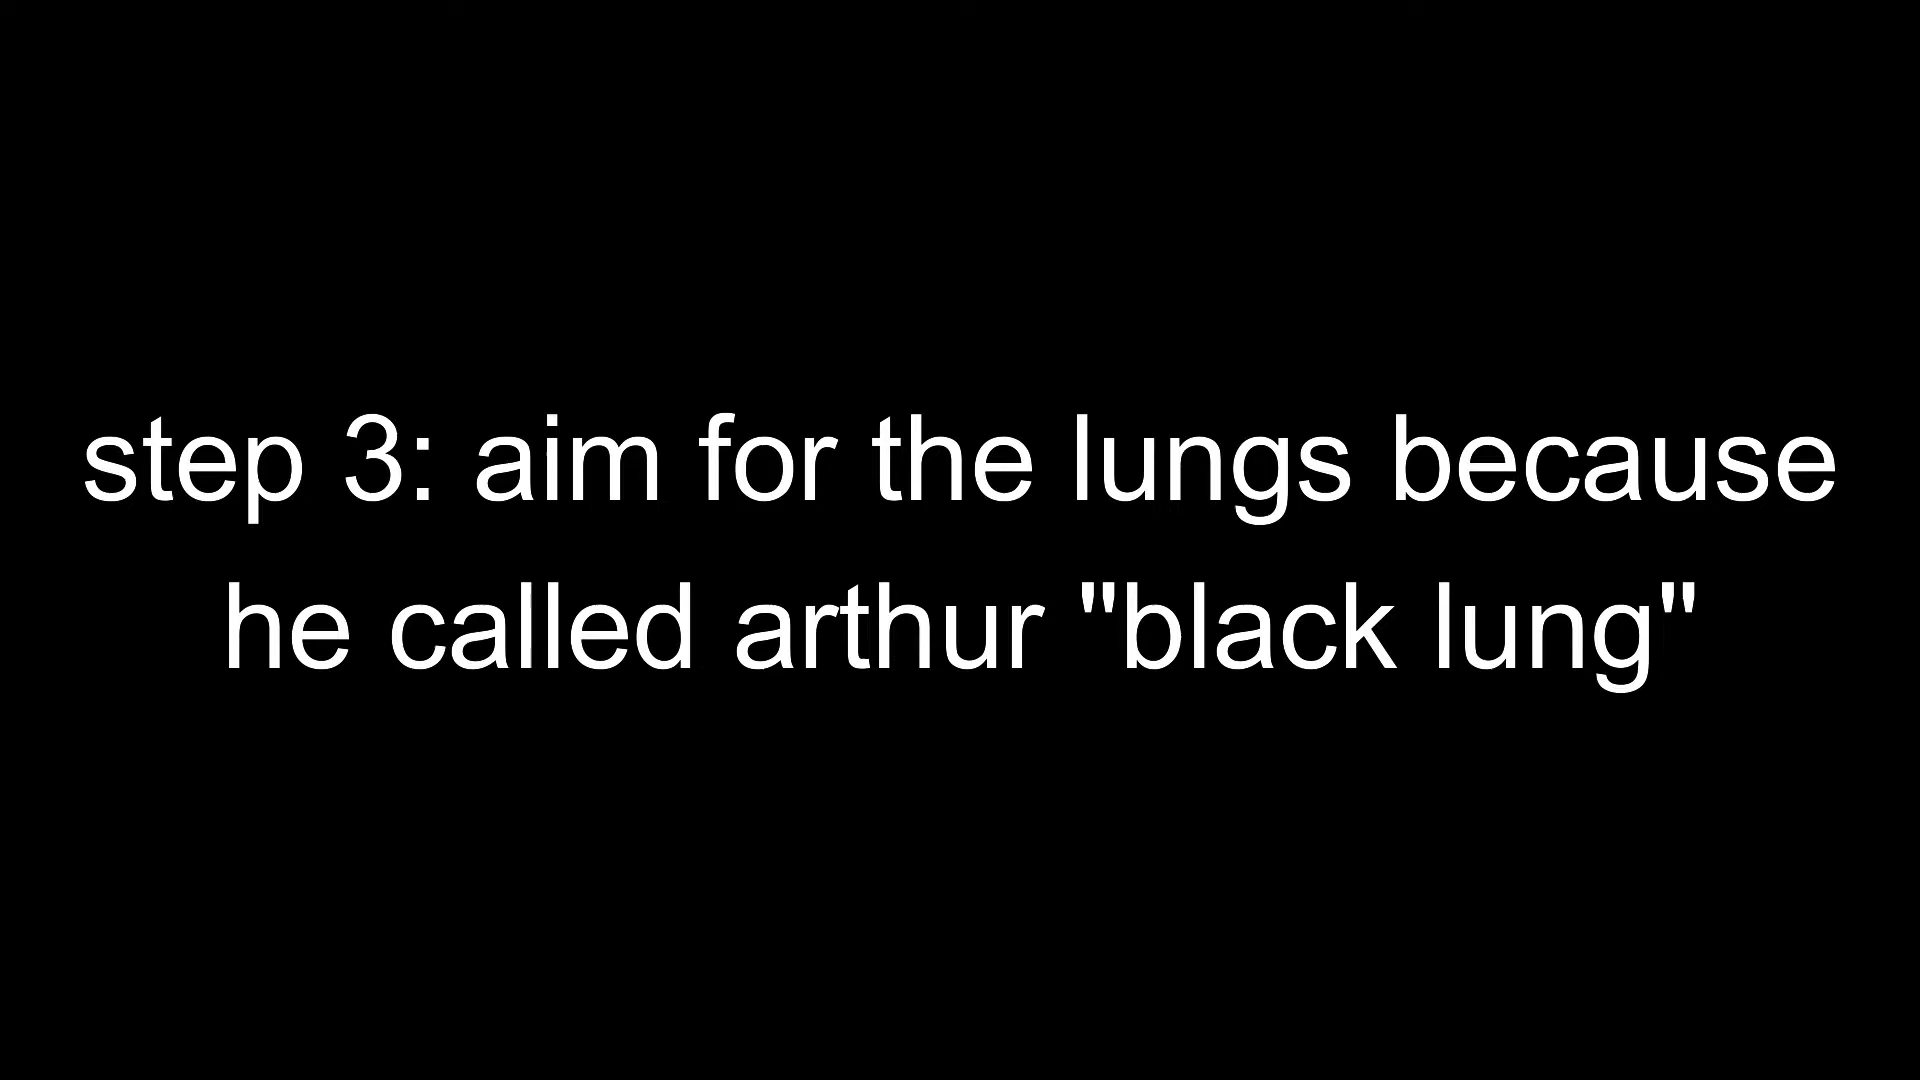 step 3: aim for the lungs because
he called arthur "black lung"